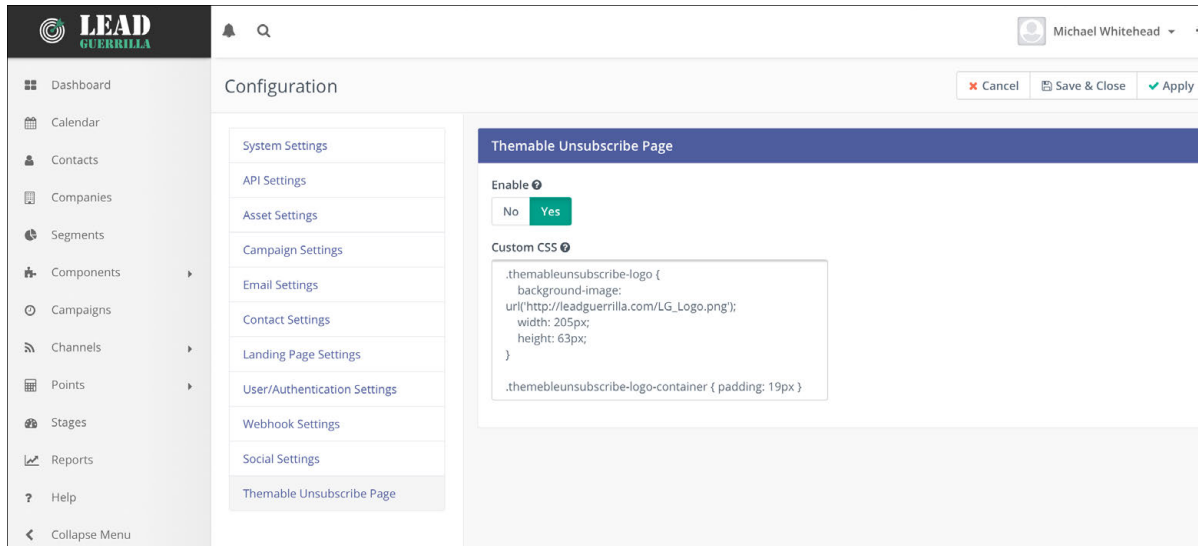 LEAD
GUERRILLA
Michael Whitehead
Dashboard
Calendar
Contacts
Companies
Segments
Components
Campaigns
Channels
Points
Stages
Reports
? Help
Collapse Menu
Configuration
Cancel
Save & Close
Apply
System Settings
API Settings
Asset Settings
Campaign Settings
Email Settings
Contact Settings
Landing Page Settings
User/Authentication Settings
Webhook Settings
Social Settings
Themable Unsubscribe Page
Themable Unsubscribe Page
Enable ?
No Yes
Custom CSS ?
.themableunsubscribe-logo {
background-image:
url('http://leadguerrilla.com/LG_Logo.png');
width: 205px;
height: 63px;
}
.themebleunsubscribe-logo-container { padding: 19px }